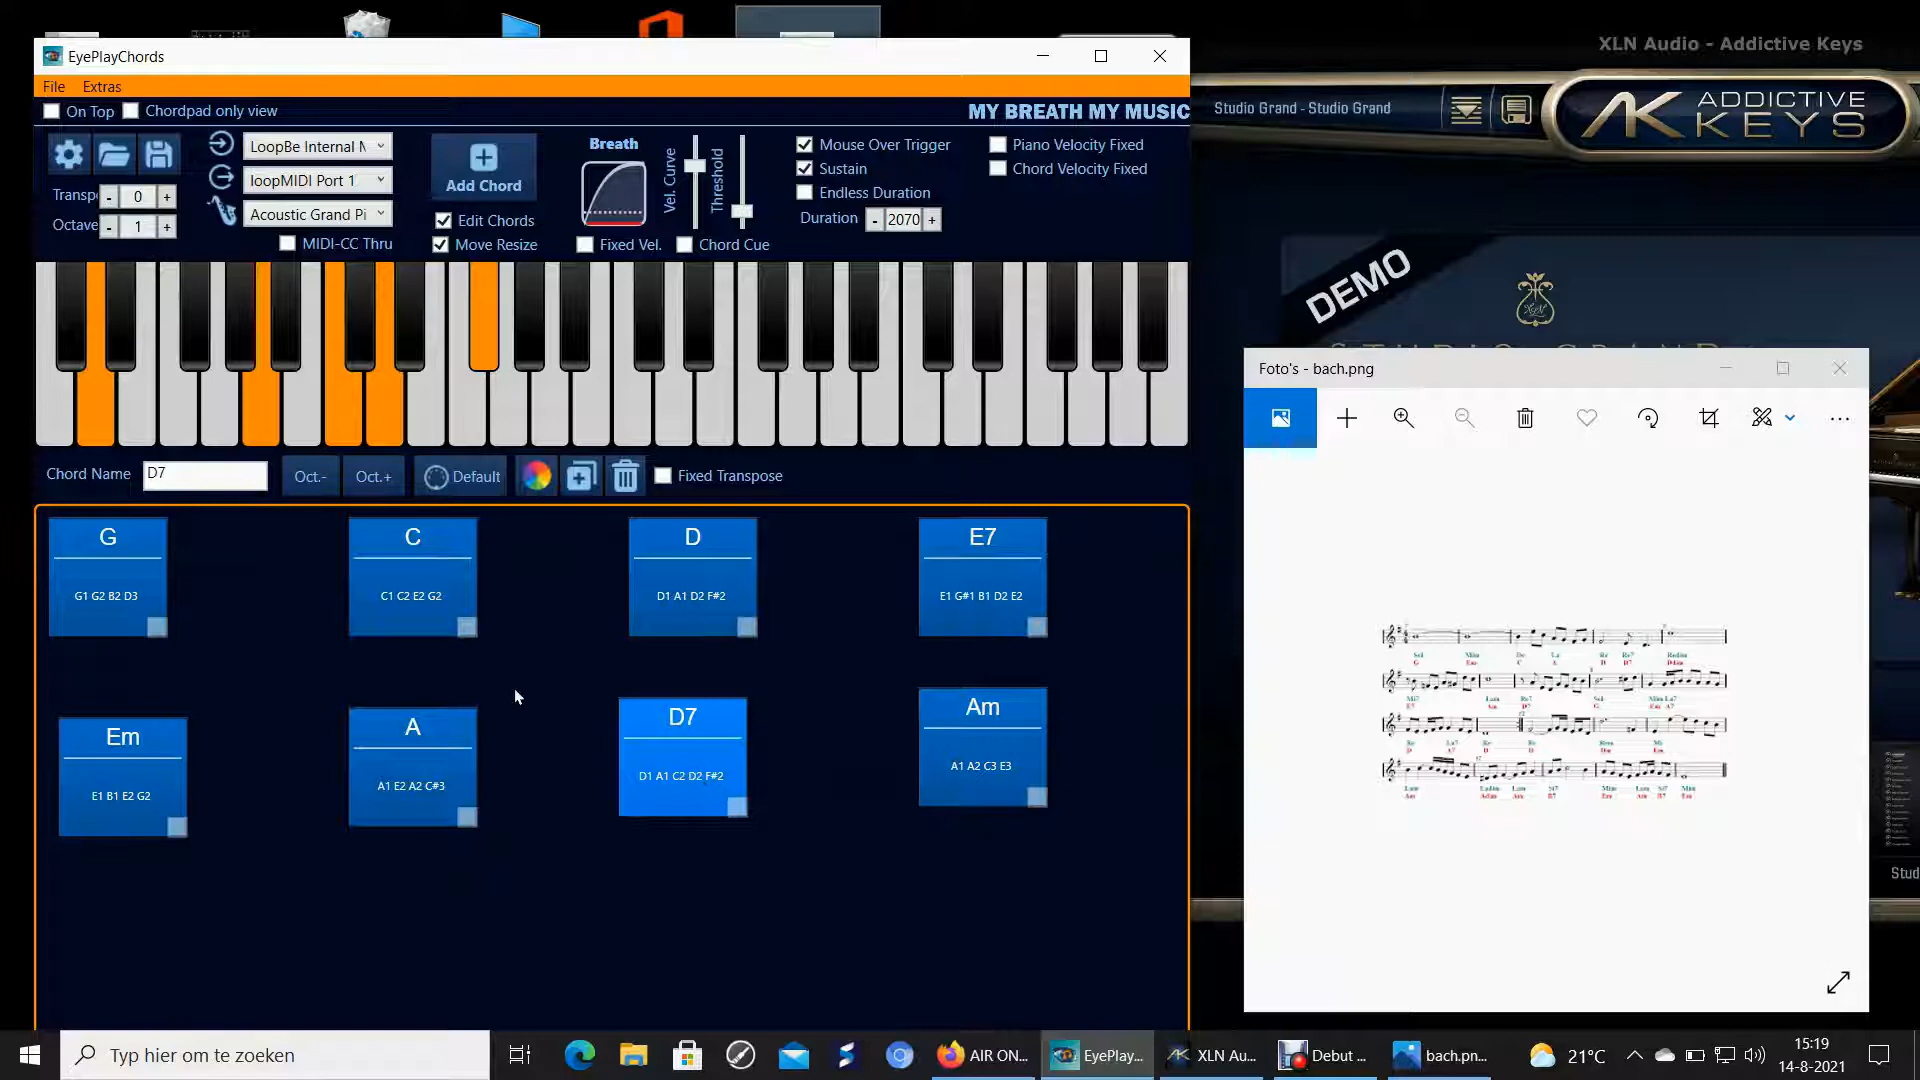 EyePlayChords
File Extras
On Top Chordpad only view
MY BREATH MY MUSIC
LoopBe Internal M
loopMIDI Port 1
Acoustic Grand Pi
MIDI-CC Thru
Transp
- 0 +
Octave
- 1 +
Add Chord
Edit Chords
Move Resize
Breath
Vel. Curve
Threshold
Fixed Vel. Chord Cue
Mouse Over Trigger
Sustain
Endless Duration
Duration - 2070 +
Piano Velocity Fixed
Chord Velocity Fixed
Chord Name D7 Oct.- Oct.+ Default Fixed Transpose
G
G1 G2 B2 D3
C
C1 C2 E2 G2
D
D1 A1 D2 F#2
E7
E1 G#1 B1 D2 E2
Em
E1 B1 E2 G2
A
A1 E2 A2 C#3
D7
D1 A1 C2 D2 F#2
Am
A1 A2 C3 E3
XLN Audio - Addictive Keys
Studio Grand - Studio Grand
ADDICTIVE
KEYS
DEMO
Foto's - bach.png
Stud
Typ hier om te zoeken
AIR ON...
EyePlay...
XLN Au...
Debut ...
bach.pn...
21°C
15:19
14-8-2021